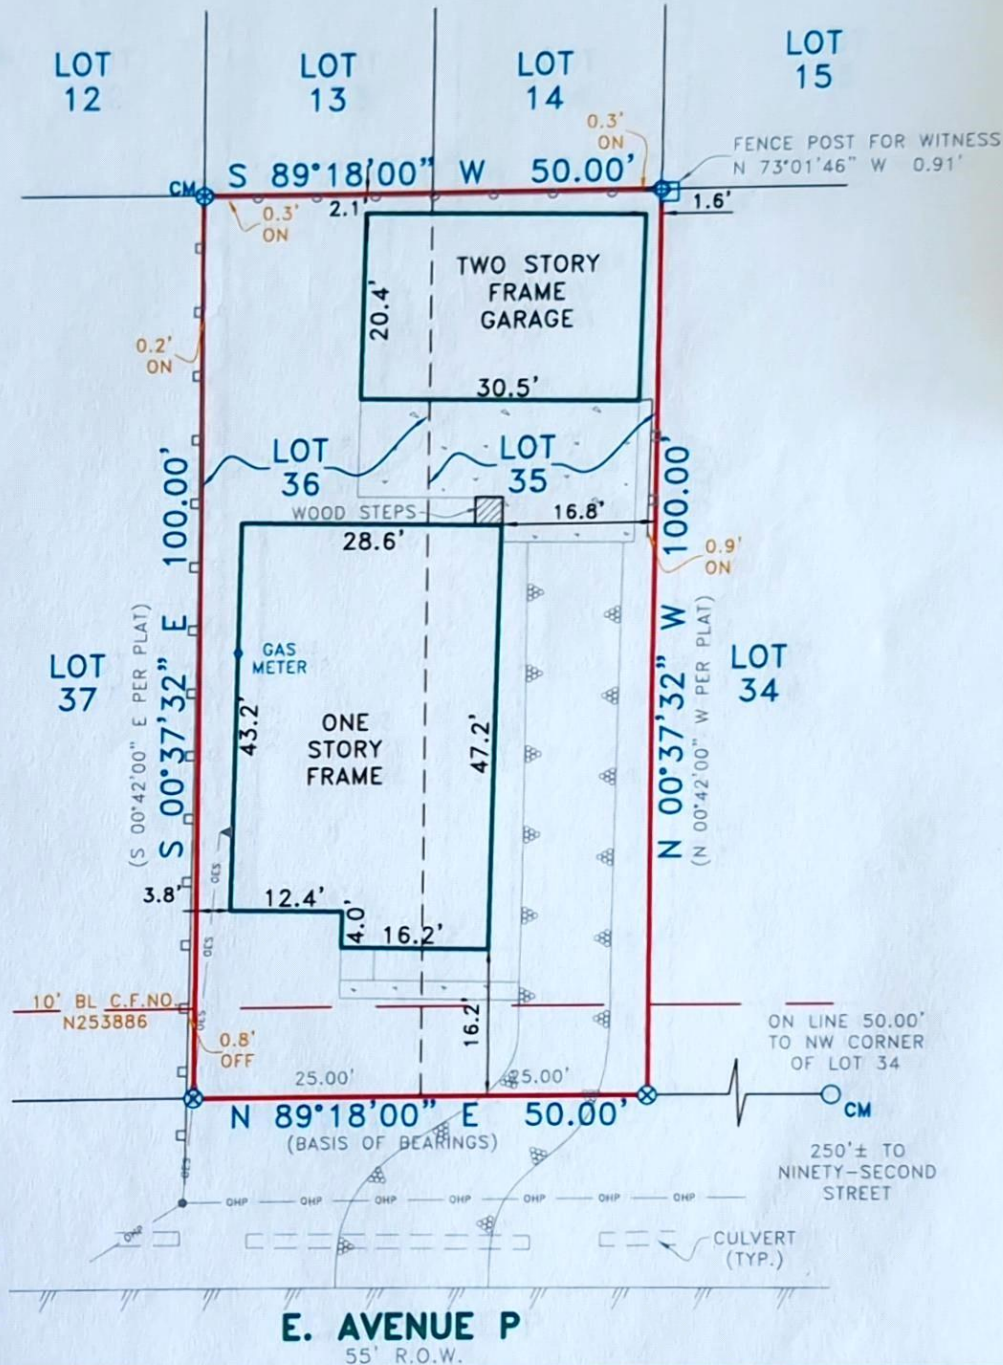 LOT
12
LOT
13
LOT
14
LOT
15
0.3'
ON
FENCE POST FOR WITNESS
N 73°01'46" W 0.91'
S 89°18'00" W 50.00'
CM
0.3'
ON
2.1'
1.6'
TWO STORY
FRAME
GARAGE
20.4'
30.5'
0.2'
ON
LOT
36
LOT
35
WOOD STEPS
16.8'
28.6'
0.9'
ON
S 00°37'32" E 100.00'
(S 00°42'00" E PER PLAT)
N 00°37'32" W 100.00'
(N 00°42'00" W PER PLAT)
LOT
37
LOT
34
GAS
METER
43.2'
ONE
STORY
FRAME
47.2'
3.8'
OES
12.4'
4.0'
16.2'
OES
10' BL C.F.NO.
N253886
OES
0.8'
OFF
16.2'
ON LINE 50.00'
TO NW CORNER
OF LOT 34
25.00'
25.00'
N 89°18'00" E 50.00'
(BASIS OF BEARINGS)
CM
250'± TO
NINETY-SECOND
STREET
OES
OHP
OHP
OHP
OHP
OHP
OHP
OHP
CULVERT
(TYP.)
E. AVENUE P
55' R.O.W.